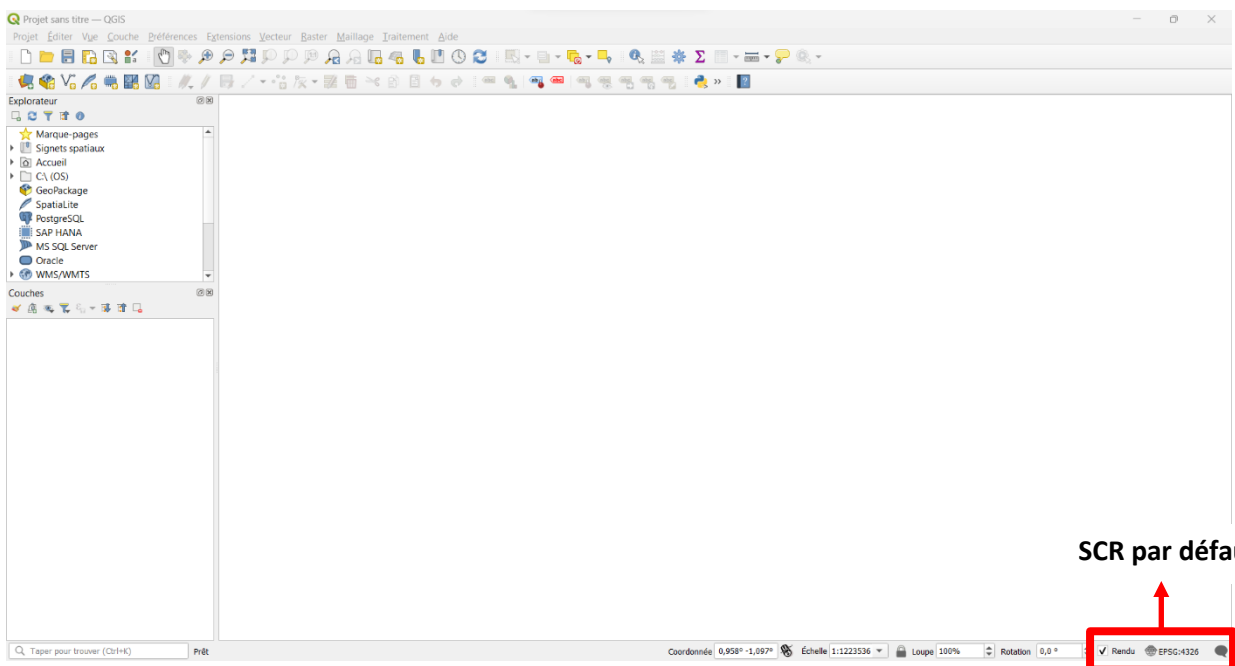 Projet sans titre — QGIS
Projet Éditer Vue Couche Préférences Extensions Vecteur Raster Maillage Traitement Aide
Explorateur
Marque-pages
Signets spatiaux
Accueil
C:\ (OS)
GeoPackage
SpatiaLite
PostgreSQL
SAP HANA
MS SQL Server
Oracle
WMS/WMTS
Couches
SCR par défau
Taper pour trouver (Ctrl+K) Prêt Coordonnée 0,958° -1,097° Échelle 1:1223536 Loupe 100% Rotation 0,0 ° Rendu EPSG:4326